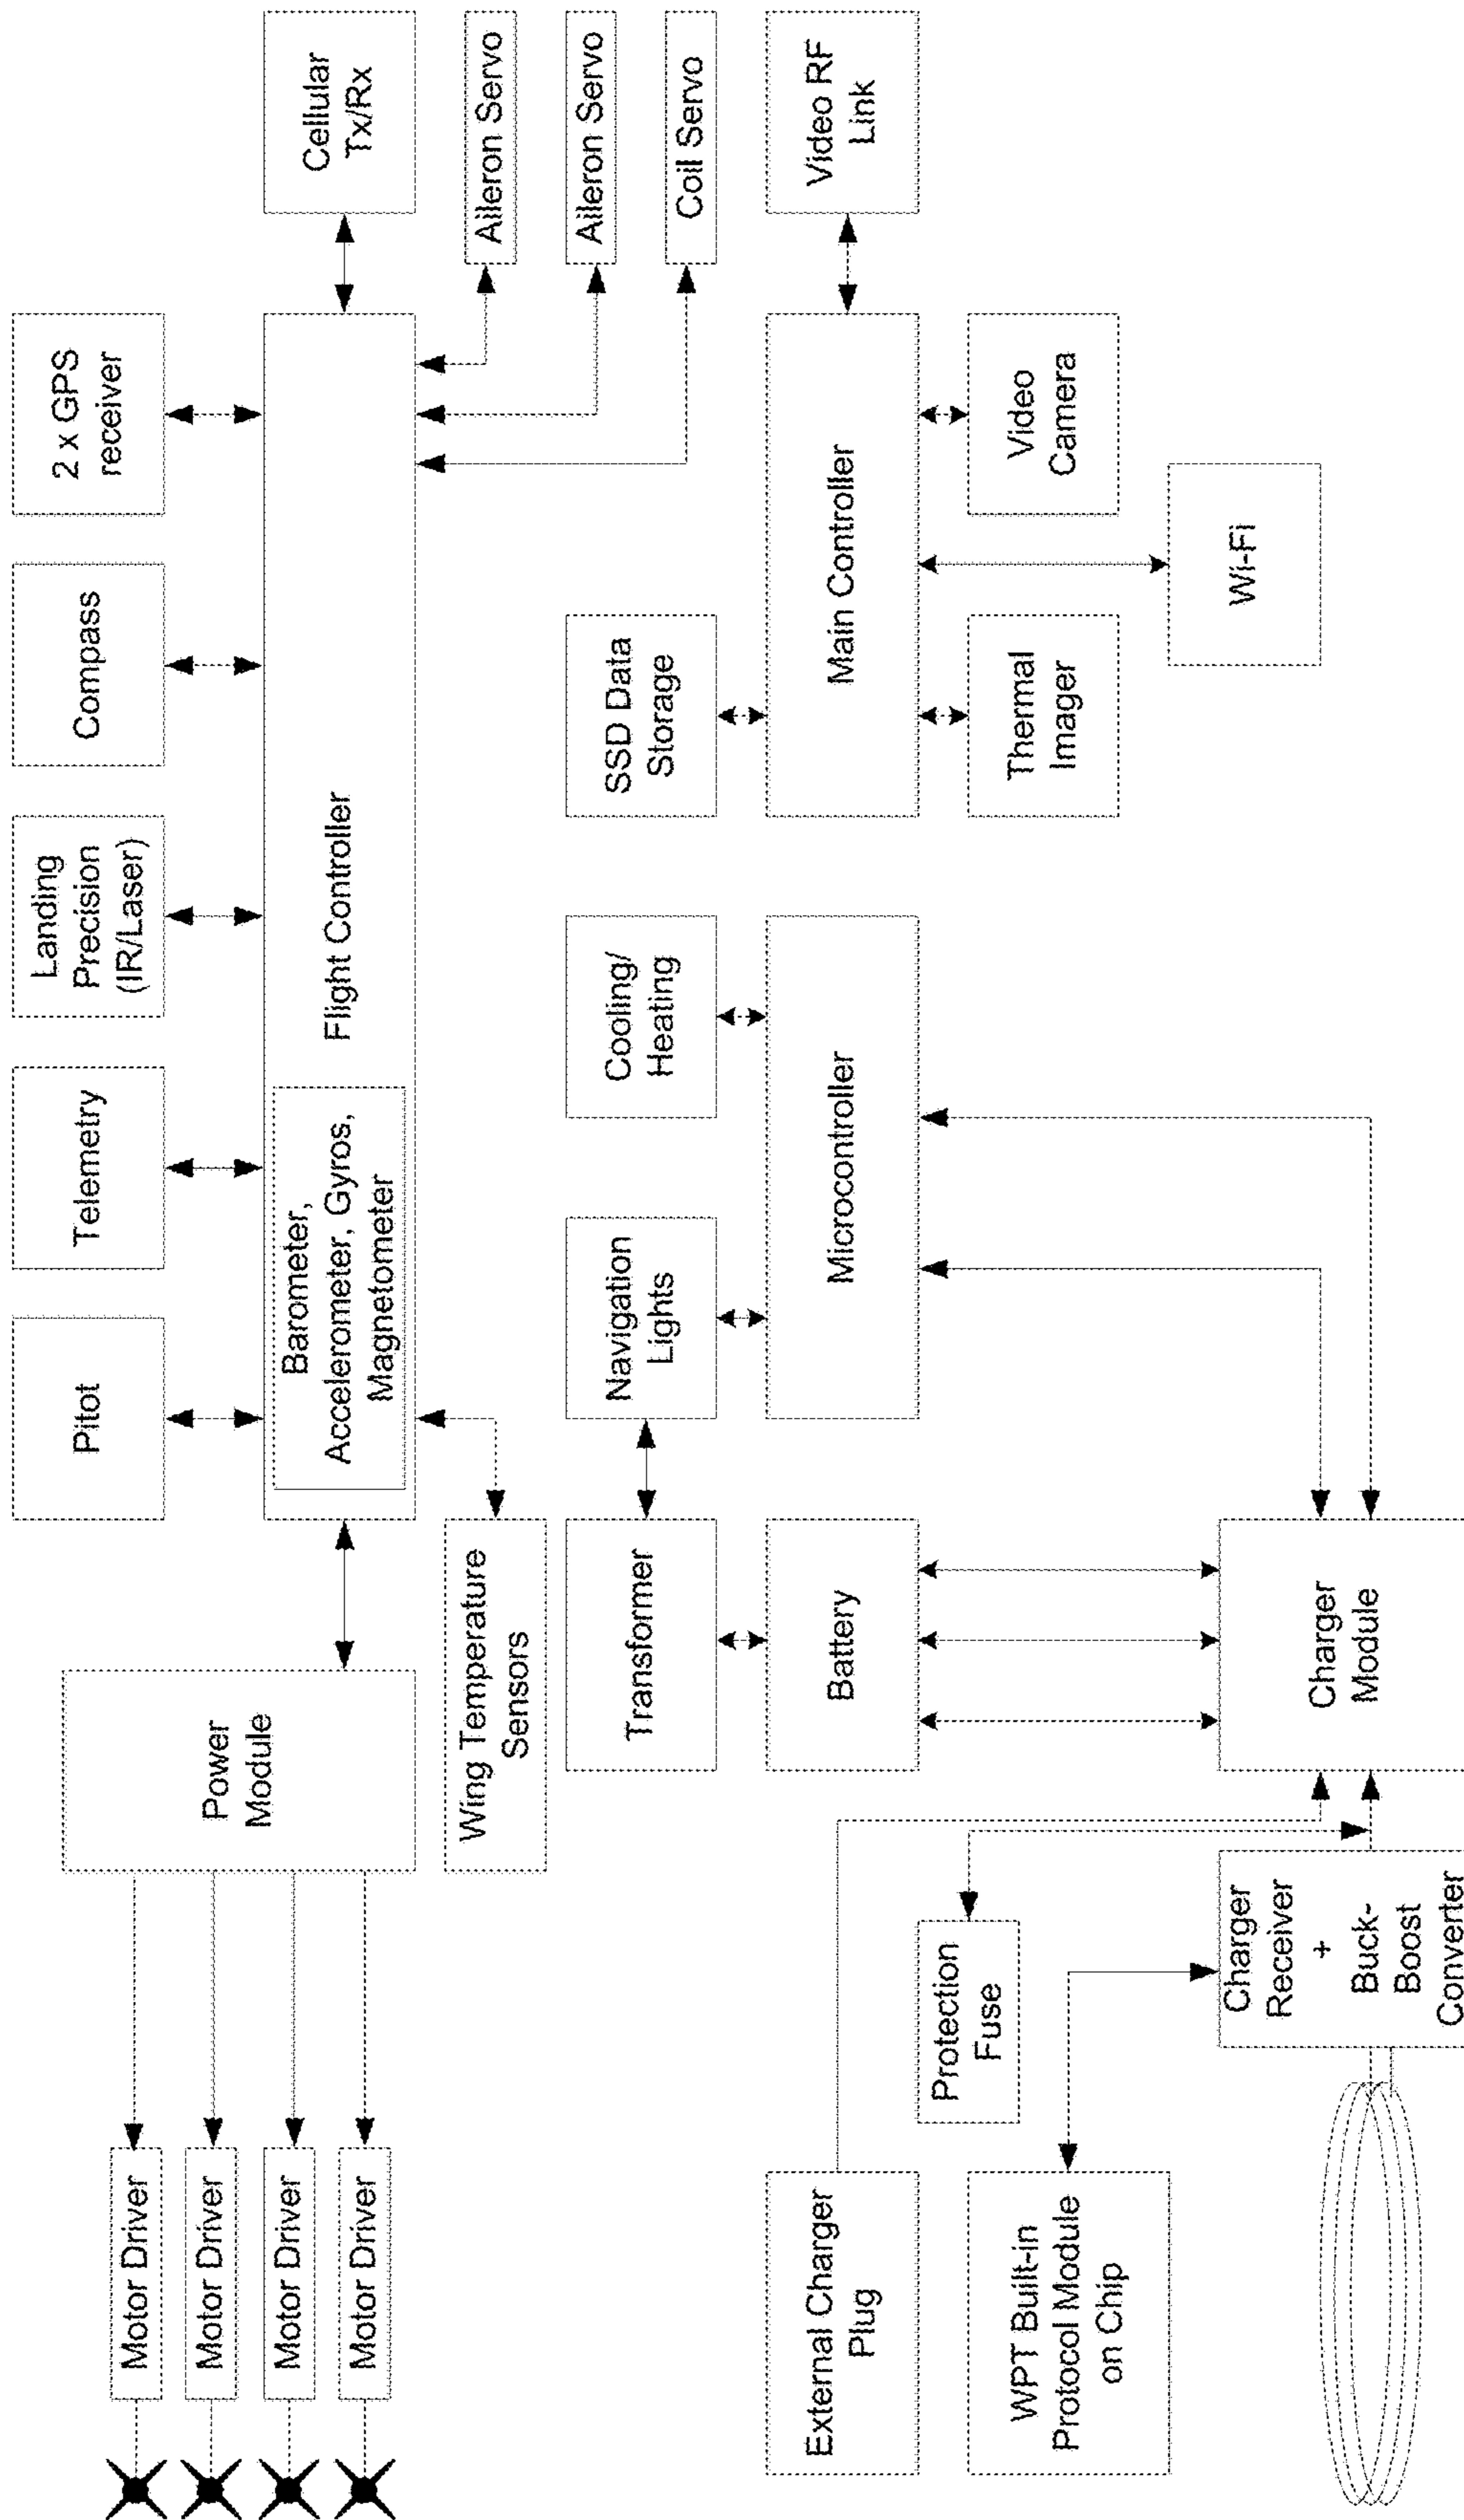 Motor Driver
Motor Driver
Motor Driver
Motor Driver
Power
Module
Pitot
Telemetry
Landing
Precision
(IR/Laser)
Compass
2 x GPS
receiver
Barometer,
Accelerometer, Gyros,
Magnetometer
Flight Controller
Cellular
Tx/Rx
Wing Temperature
Sensors
Aileron Servo
Aileron Servo
Coil Servo
Transformer
Navigation
Lights
Cooling/
Heating
SSD Data
Storage
External Charger
Plug
Battery
Microcontroller
Main Controller
Video RF
Link
WPT Built-in
Protocol Module
on Chip
Protection
Fuse
Thermal
Imager
Video
Camera
Wi-Fi
Charger
Receiver
+
Buck-
Boost
Converter
Charger
Module